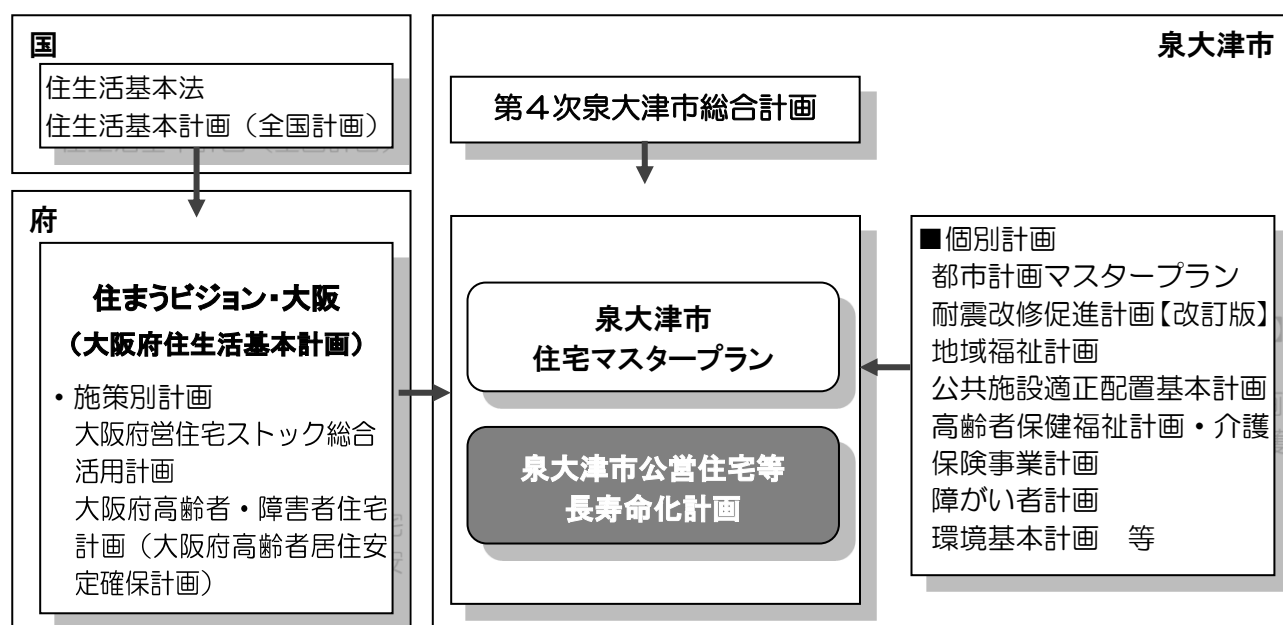 国
住生活基本法
住生活基本計画（全国計画）
府
住まうビジョン・大阪
（大阪府住生活基本計画）
・施策別計画
大阪府営住宅ストック総合
活用計画
大阪府高齢者・障害者住宅
計画（大阪府高齢者居住安
定確保計画）
泉大津市
第４次泉大津市総合計画
泉大津市
住宅マスタープラン
泉大津市公営住宅等
長寿命化計画
■個別計画
都市計画マスタープラン
耐震改修促進計画【改訂版】
地域福祉計画
公共施設適正配置基本計画
高齢者保健福祉計画・介護
保険事業計画
障がい者計画
環境基本計画　等